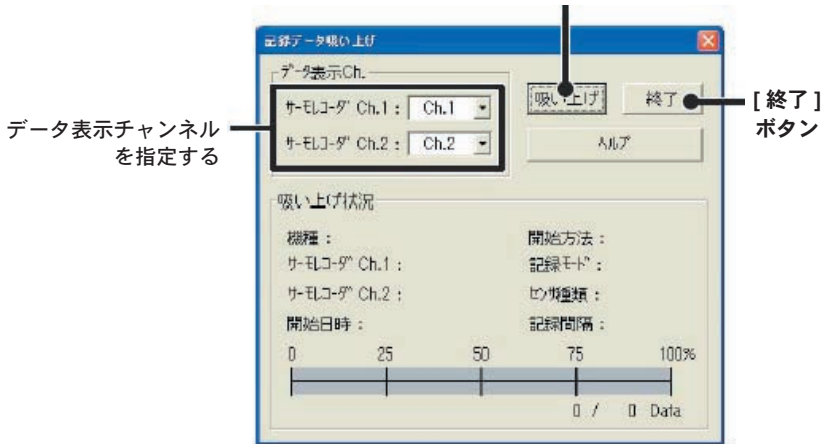 記録データ吸い上げ
データ表示Ch.
サーモレコーダ Ch.1 : Ch.1
サーモレコーダ Ch.2 : Ch.2
吸い上げ
終了
ヘルプ
データ表示チャンネル
を指定する
[ 終了 ]
ボタン
吸い上げ状況
機種 :
開始方法 :
サーモレコーダ Ch.1 :
記録モード :
サーモレコーダ Ch.2 :
センサ種類 :
開始日時 :
記録間隔 :
0 25 50 75 100%
0 / 0 Data